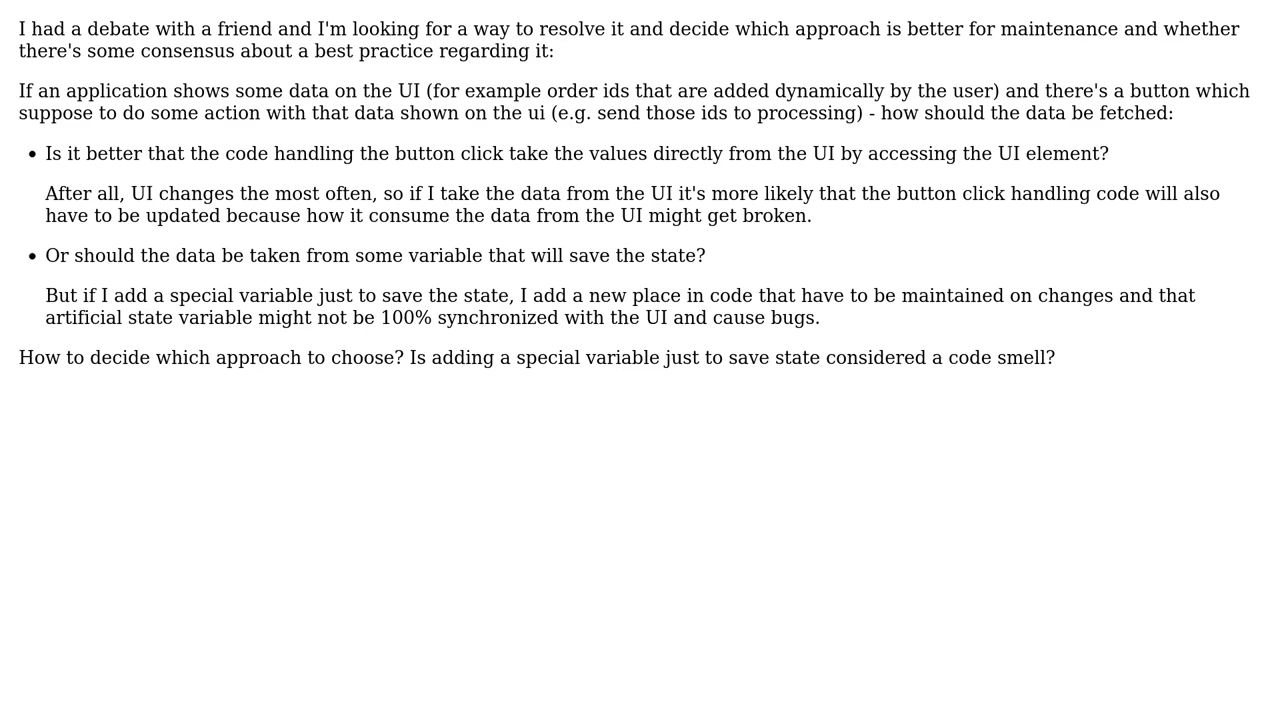 I had a debate with a friend and I'm looking for a way to resolve it and decide which approach is better for maintenance and whether
there's some consensus about a best practice regarding it:
If an application shows some data on the UI (for example order ids that are added dynamically by the user) and there's a button which
suppose to do some action with that data shown on the ui (e.g. send those ids to processing) - how should the data be fetched:
• Is it better that the code handling the button click take the values directly from the UI by accessing the UI element?
After all, UI changes the most often, so if I take the data from the UI it's more likely that the button click handling code will also
have to be updated because how it consume the data from the UI might get broken.
• Or should the data be taken from some variable that will save the state?
But if I add a special variable just to save the state, I add a new place in code that have to be maintained on changes and that
artificial state variable might not be 100% synchronized with the UI and cause bugs.
How to decide which approach to choose? Is adding a special variable just to save state considered a code smell?